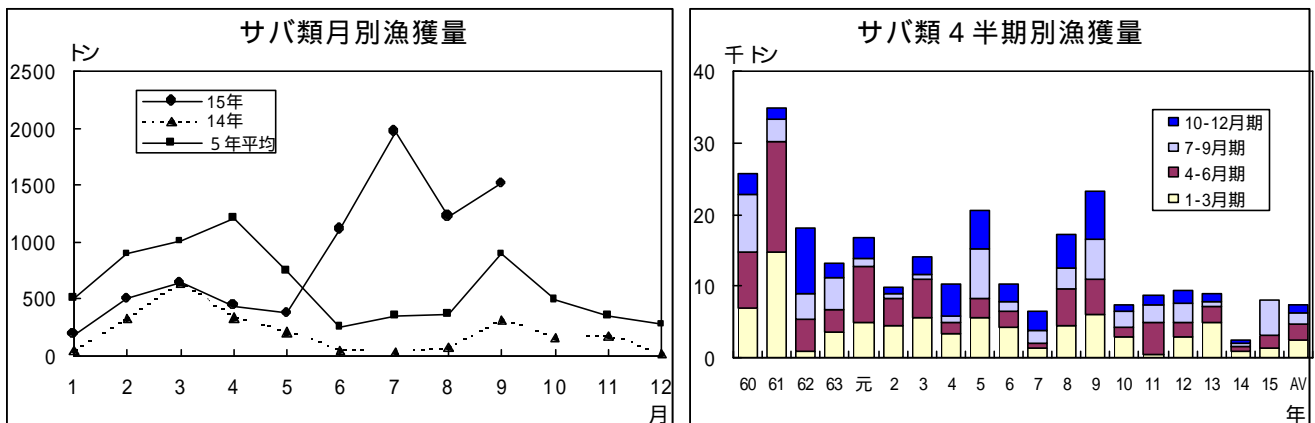 サバ類月別漁獲量
トン
2500
2000
1500
1000
500
0
15年
14年
5年平均
1 2 3 4 5 6 7 8 9 10 11 12
月
サバ類4半期別漁獲量
千トン
40
30
20
10
0
10-12月期
7-9月期
4-6月期
1-3月期
60 61 62 63 元 2 3 4 5 6 7 8 9 10 11 12 13 14 15 AV
年